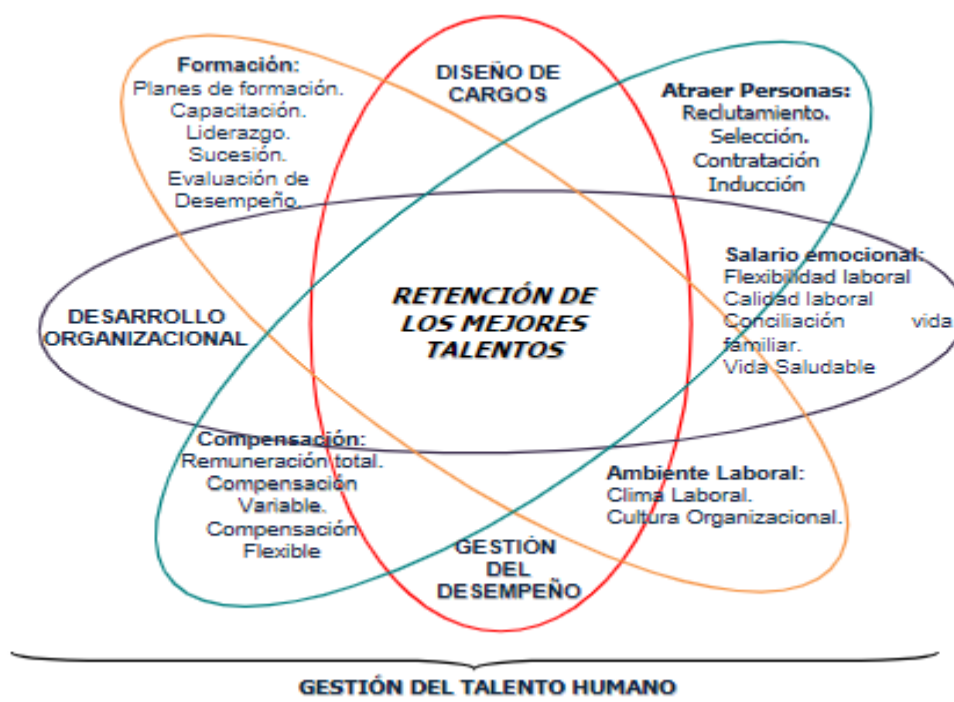 DISEÑO DE
CARGOS
Formación:
Planes de formación.
Capacitación.
Liderazgo.
Sucesión.
Evaluación de
Desempeño.
Atraer Personas:
Reclutamiento.
Selección.
Contratación
Inducción
DESARROLLO
ORGANIZACIONAL
RETENCIÓN DE
LOS MEJORES
TALENTOS
Salario emocional:
Flexibilidad laboral
Calidad laboral
Conciliación vida
familiar.
Vida Saludable
Compensación:
Remuneración total.
Compensación
Variable.
Compensación
Flexible
GESTIÓN
DEL
DESEMPEÑO
Ambiente Laboral:
Clima Laboral.
Cultura Organizacional.
GESTIÓN DEL TALENTO HUMANO